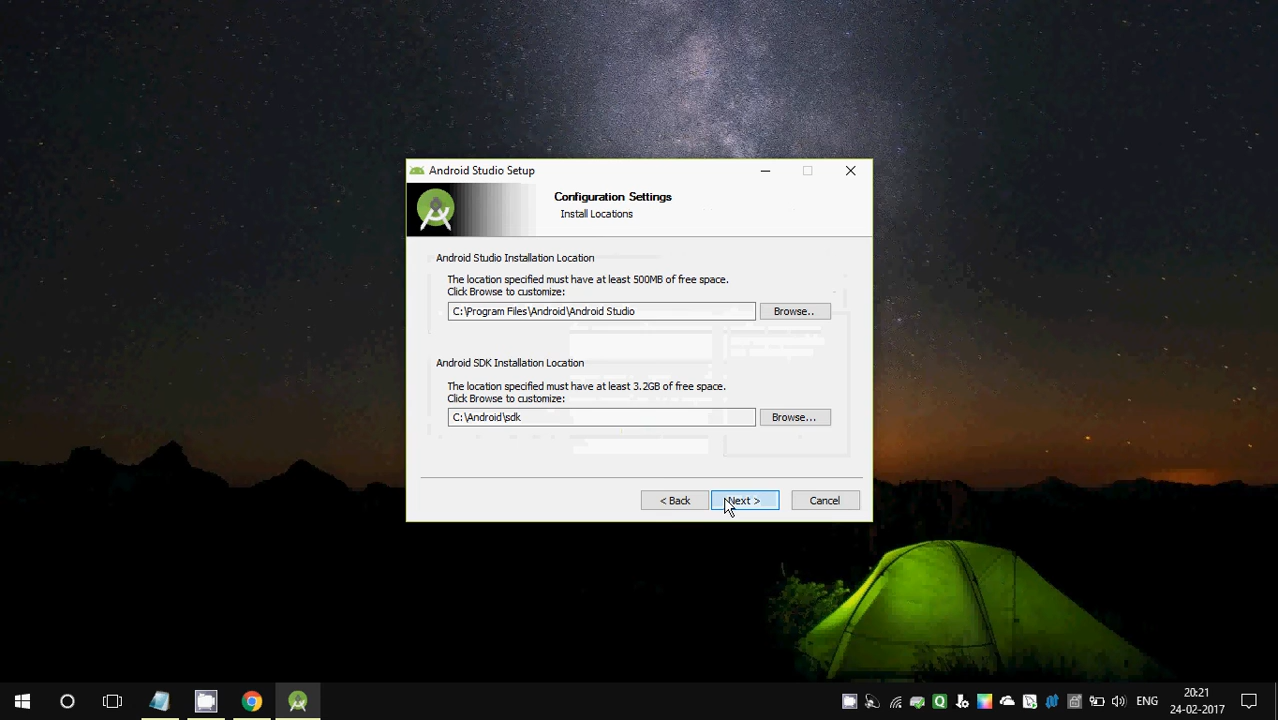 Android Studio Setup
Configuration Settings
Install Locations
Android Studio Installation Location
The location specified must have at least 500MB of free space.
Click Browse to customize:
C:\Program Files\Android\Android Studio
Browse..
Android SDK Installation Location
The location specified must have at least 3.2GB of free space.
Click Browse to customize:
C:\Android\sdk
Browse...
< Back
Next >
Cancel
ENG
20:21
24-02-2017